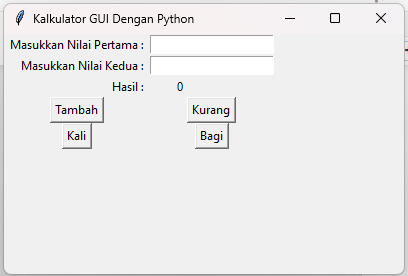 Kalkulator GUI Dengan Python
Masukkan Nilai Pertama :
Masukkan Nilai Kedua :
Hasil : 0
Tambah Kurang
Kali Bagi